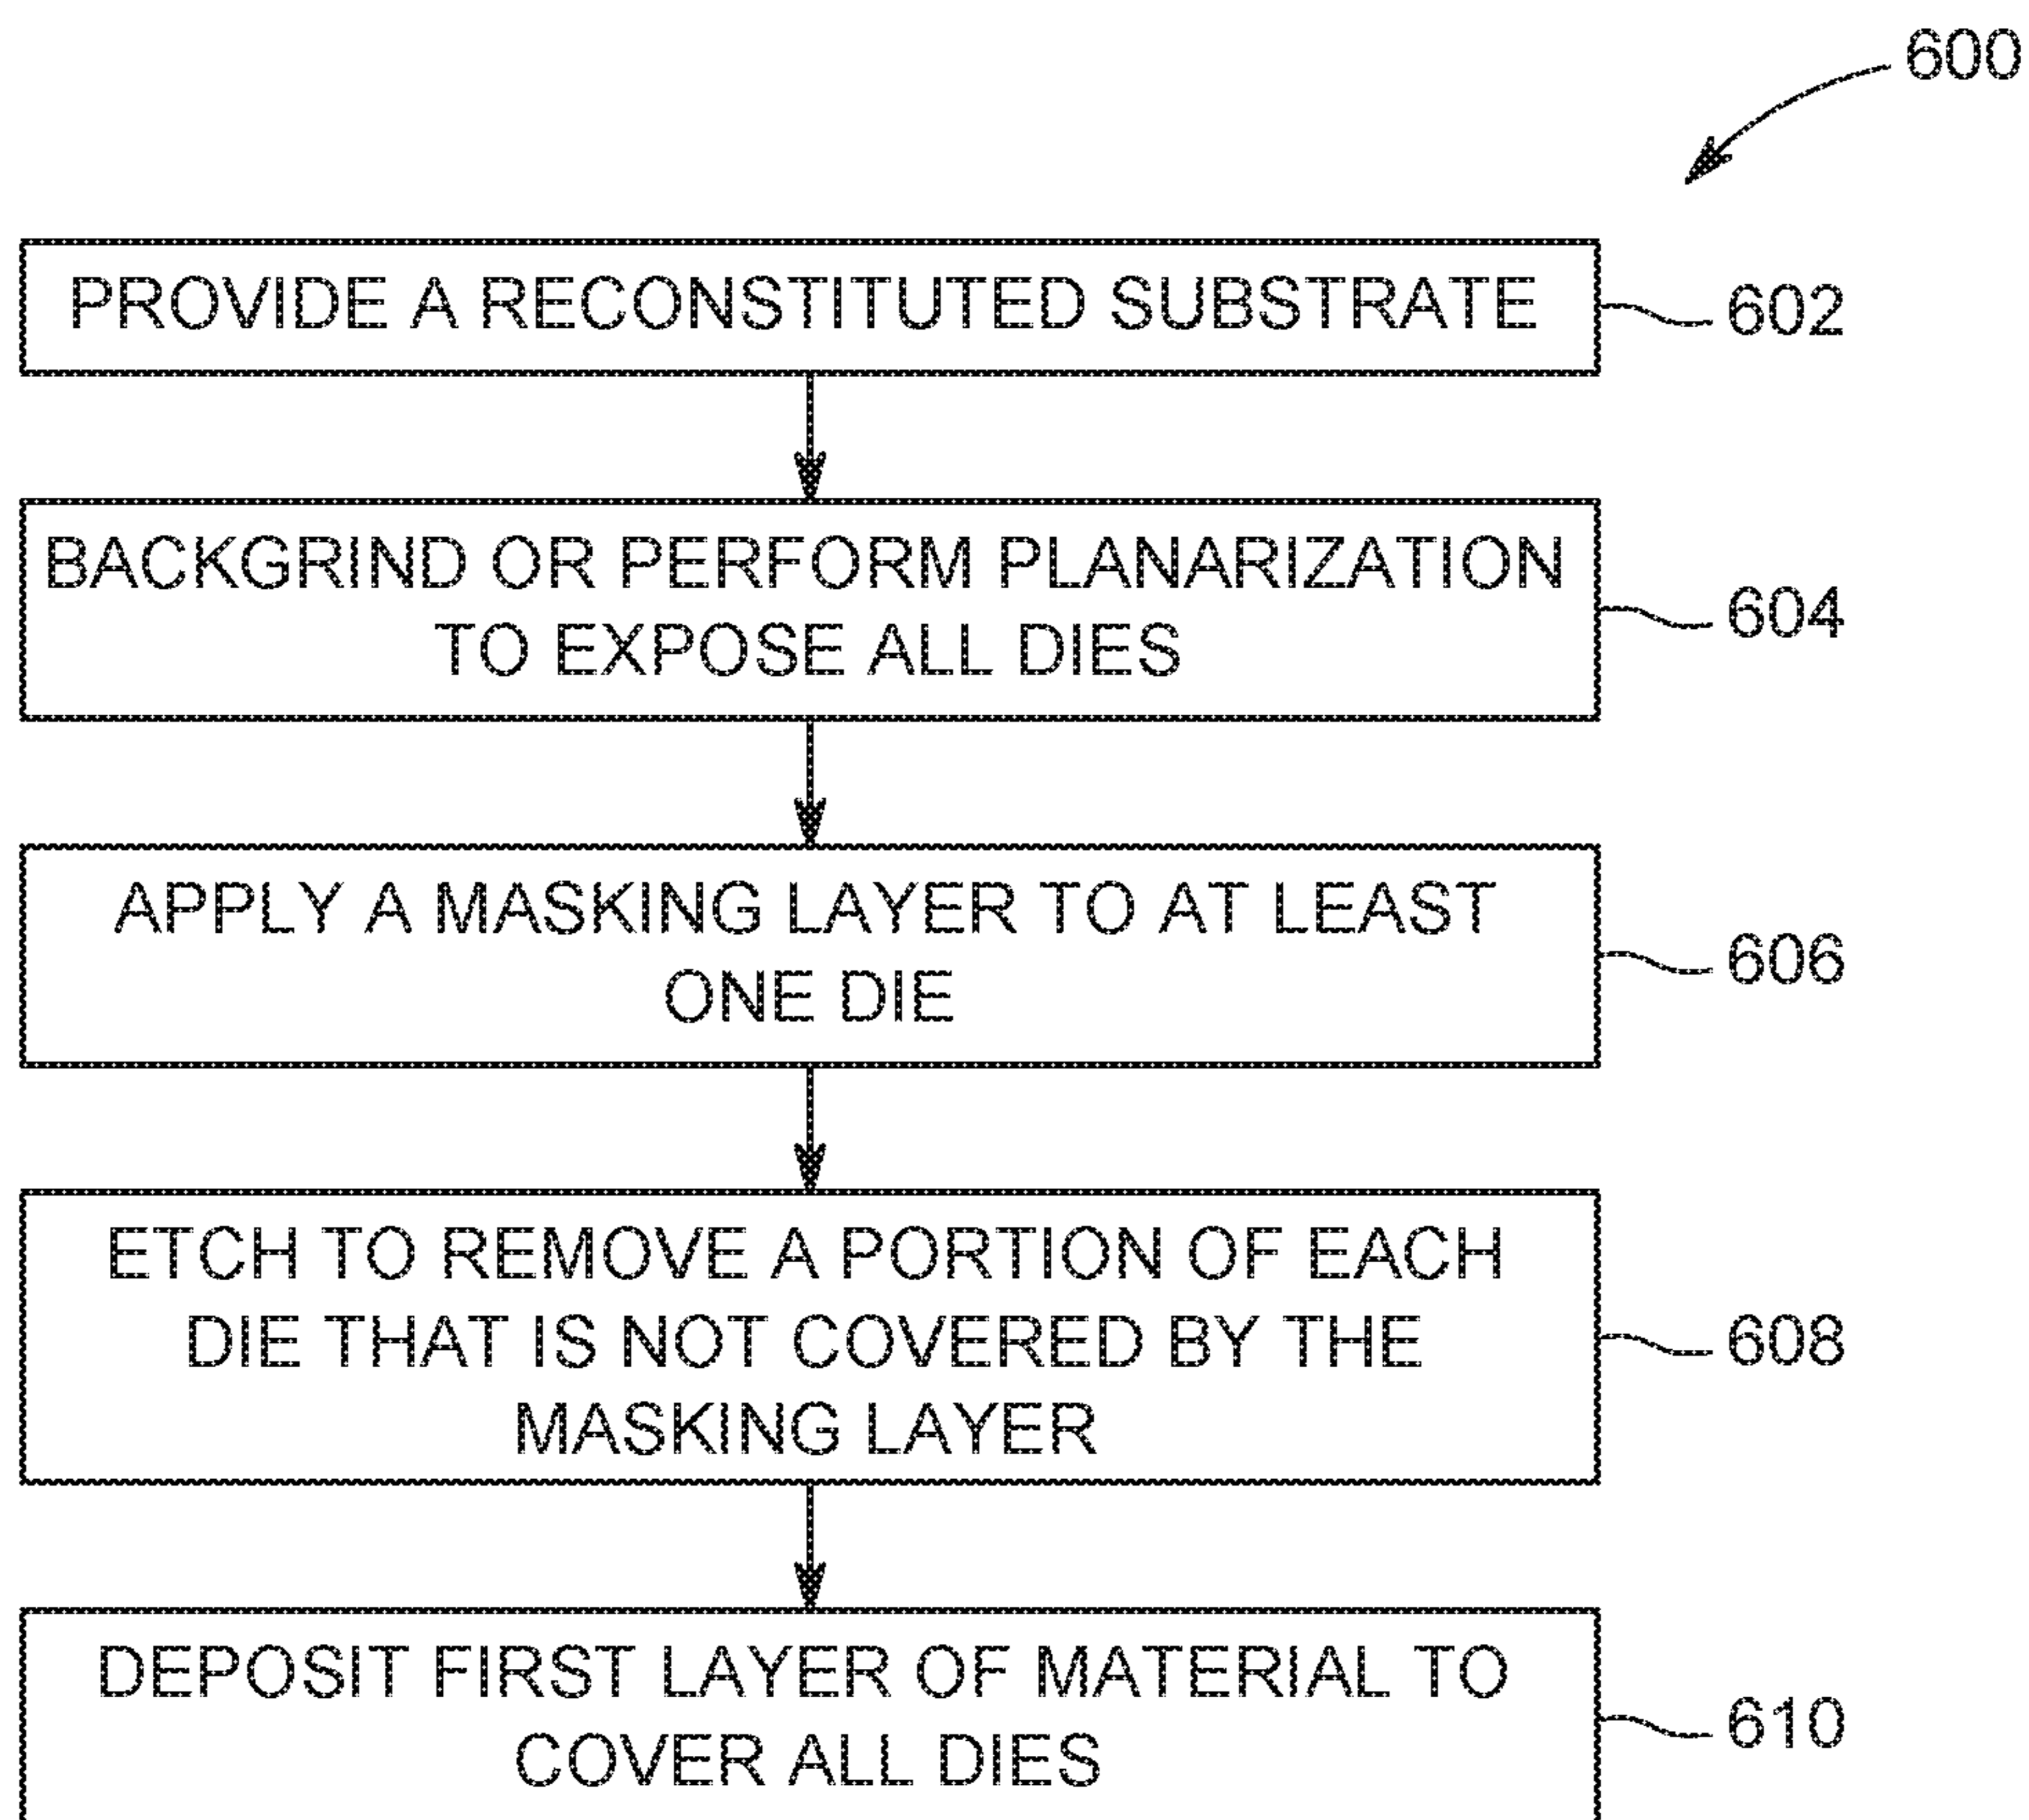 600
PROVIDE A RECONSTITUTED SUBSTRATE
602
BACKGRIND OR PERFORM PLANARIZATION
TO EXPOSE ALL DIES
604
APPLY A MASKING LAYER TO AT LEAST
ONE DIE
606
ETCH TO REMOVE A PORTION OF EACH
DIE THAT IS NOT COVERED BY THE
MASKING LAYER
608
DEPOSIT FIRST LAYER OF MATERIAL TO
COVER ALL DIES
610